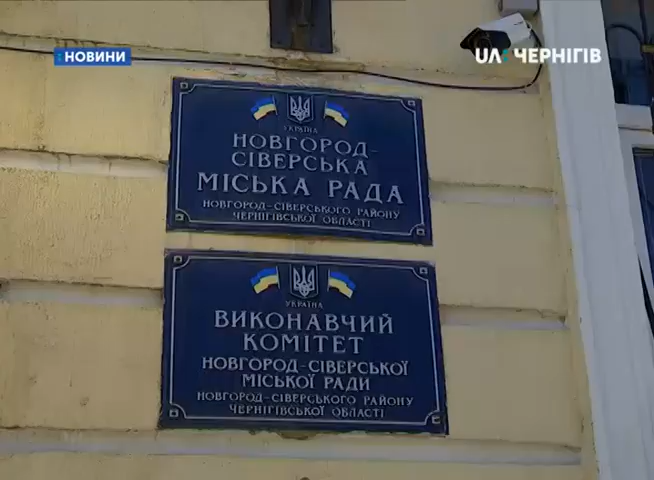 :НОВИНИ
UA: ЧЕРНІГІВ
УКРАЇНА
НОВГОРОД-
СІВЕРСЬКА
МІСЬКА РАДА
НОВГОРОД-СІВЕРСЬКОГО РАЙОНУ
ЧЕРНІГІВСЬКОЇ ОБЛАСТІ
УКРАЇНА
ВИКОНАВЧИЙ
КОМІТЕТ
НОВГОРОД-СІВЕРСЬКОЇ
МІСЬКОЇ РАДИ
НОВГОРОД-СІВЕРСЬКОГО РАЙОНУ
ЧЕРНІГІВСЬКОЇ ОБЛАСТІ